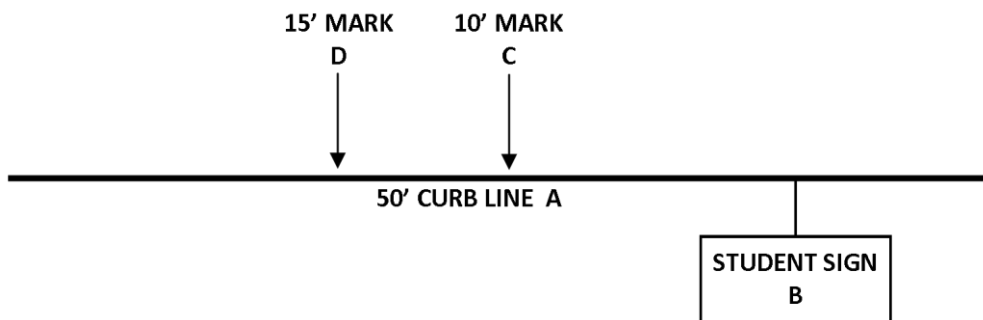 15’ MARK
D
10’ MARK
C
50’ CURB LINE A
STUDENT SIGN
B